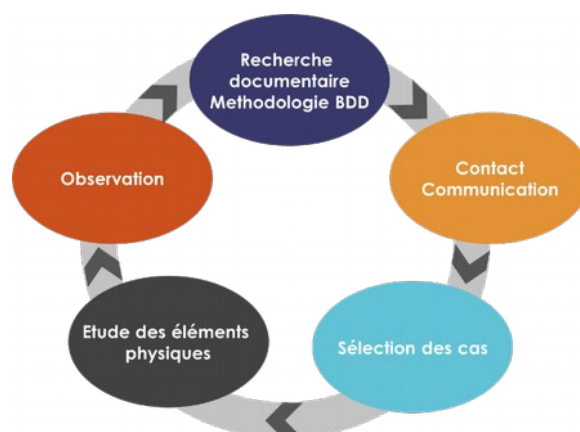 Recherche
documentaire
Methodologie BDD
Contact
Communication
Sélection des cas
Etude des éléments
physiques
Observation